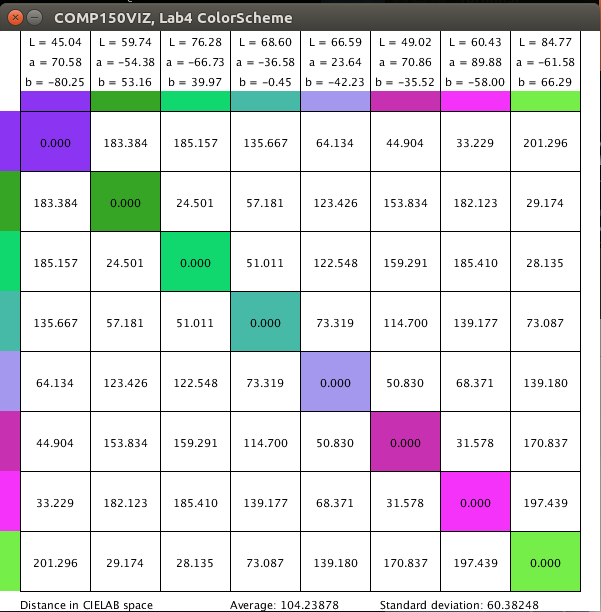 COMP150VIZ, Lab4 ColorScheme
L = 45.04 L = 59.74 L = 76.28 L = 68.60 L = 66.59 L = 49.02 L = 60.43 L = 84.77
a = 70.58 a = −54.38 a = −66.73 a = −36.58 a = 23.64 a = 70.86 a = 89.88 a = −61.58
b = −80.25 b = 53.16 b = 39.97 b = −0.45 b = −42.23 b = −35.52 b = −58.00 b = 66.29
0.000 183.384 185.157 135.667 64.134 44.904 33.229 201.296
183.384 0.000 24.501 57.181 123.426 153.834 182.123 29.174
185.157 24.501 0.000 51.011 122.548 159.291 185.410 28.135
135.667 57.181 51.011 0.000 73.319 114.700 139.177 73.087
64.134 123.426 122.548 73.319 0.000 50.830 68.371 139.180
44.904 153.834 159.291 114.700 50.830 0.000 31.578 170.837
33.229 182.123 185.410 139.177 68.371 31.578 0.000 197.439
201.296 29.174 28.135 73.087 139.180 170.837 197.439 0.000
Distance in CIELAB space Average: 104.23878 Standard deviation: 60.38248